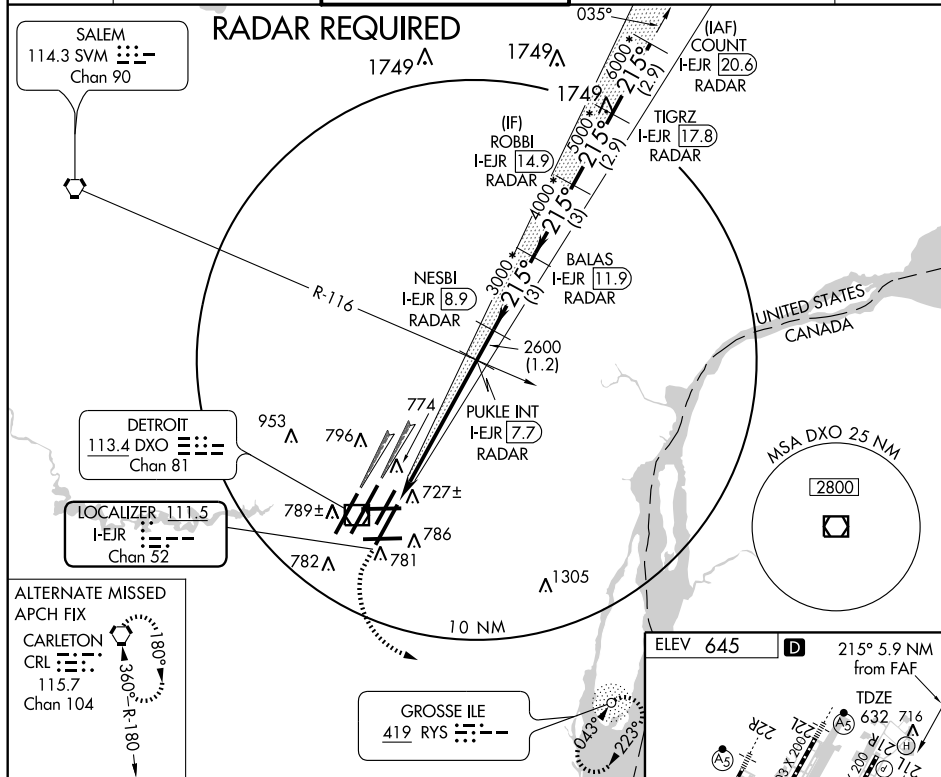 RADAR REQUIRED
SALEM
114.3 SVM
Chan 90
1749
1749
1749
035°
6000*
215°
(2.9)
(IAF)
COUNT
I-EJR 20.6
RADAR
5000*
215°
(2.9)
TIGRZ
I-EJR 17.8
RADAR
(IF)
ROBBI
I-EJR 14.9
RADAR
4000*
215°
(3)
BALAS
I-EJR 11.9
RADAR
3000*
215°
(3)
NESBI
I-EJR 8.9
RADAR
R-116
2600
(1.2)
PUKLE INT
I-EJR 7.7
RADAR
UNITED STATES
CANADA
DETROIT
113.4 DXO
Chan 81
953
796
774
727±
789±
786
781
782
1305
LOCALIZER 111.5
I-EJR
Chan 52
MSA DXO 25 NM
2800
10 NM
ALTERNATE MISSED
APCH FIX
CARLETON
CRL
115.7
Chan 104
180°
360°
R-180
GROSSE ILE
419 RYS
043°
223°
ELEV 645
D
215° 5.9 NM
from FAF
TDZE
632
716
A5
A5
22R
22L
21R
21L
H
P